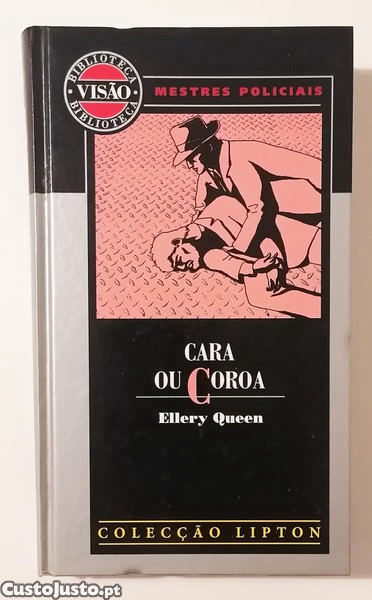 BIBLIOTECA
VISÃO
BIBLIOTECA
MESTRES POLICIAIS
CARA
OU COROA
Ellery Queen
COLECÇÃO LIPTON
CustoJusto.pt